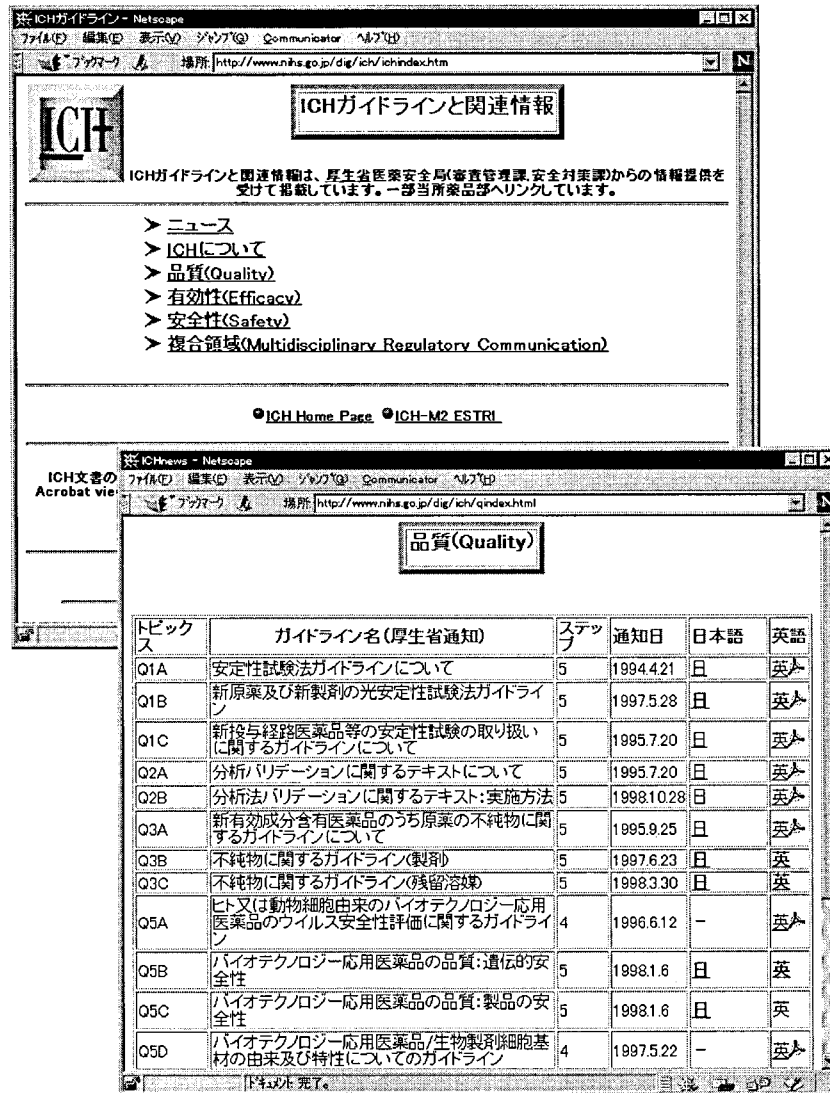 ICHガイドライン - Netscape
ファイル(F) 編集(E) 表示(V) ジャンプ(G) Communicator ヘルプ(H)
ブックマーク 場所: http://www.nihs.go.jp/dig/ich/ichindex.htm
ICH
ICHガイドラインと関連情報
ICHガイドラインと関連情報は、厚生省医薬安全局(審査管理課,安全対策課)からの情報提供を
受けて掲載しています。一部当所薬品部へリンクしています。
ニュース
ICHについて
品質(Quality)
有効性(Efficacy)
安全性(Safety)
複合領域(Multidisciplinary Regulatory Communication)
ICH Home Page ICH-M2 ESTRI
ICH文書の
Acrobat vie
ICHnews - Netscape
ファイル(F) 編集(E) 表示(V) ジャンプ(G) Communicator ヘルプ(H)
ブックマーク 場所: http://www.nihs.go.jp/dig/ich/qindex.html
品質(Quality)
トピックス ガイドライン名(厚生省通知) ステップ 通知日 日本語 英語
Q1A 安定性試験法ガイドラインについて 5 1994.4.21 日 英
Q1B 新原薬及び新製剤の光安定性試験法ガイドライ
ン 5 1997.5.28 日 英
Q1C 新投与経路医薬品等の安定性試験の取り扱い
に関するガイドラインについて 5 1995.7.20 日 英
Q2A 分析バリデーションに関するテキストについて 5 1995.7.20 日 英
Q2B 分析法バリデーションに関するテキスト:実施方法 5 1998.10.28 日 英
Q3A 新有効成分含有医薬品のうち原薬の不純物に関
するガイドラインについて 5 1995.9.25 日 英
Q3B 不純物に関するガイドライン(製剤) 5 1997.6.23 日 英
Q3C 不純物に関するガイドライン(残留溶媒) 5 1998.3.30 日 英
Q5A ヒト又は動物細胞由来のバイオテクノロジー応用
医薬品のウイルス安全性評価に関するガイドライ
ン 4 1996.6.12 - 英
Q5B バイオテクノロジー応用医薬品の品質:遺伝的安
全性 5 1998.1.6 日 英
Q5C バイオテクノロジー応用医薬品の品質:製品の安
全性 5 1998.1.6 日 英
Q5D バイオテクノロジー応用医薬品/生物製剤細胞基
材の由来及び特性についてのガイドライン 4 1997.5.22 - 英
ドキュメント完了。